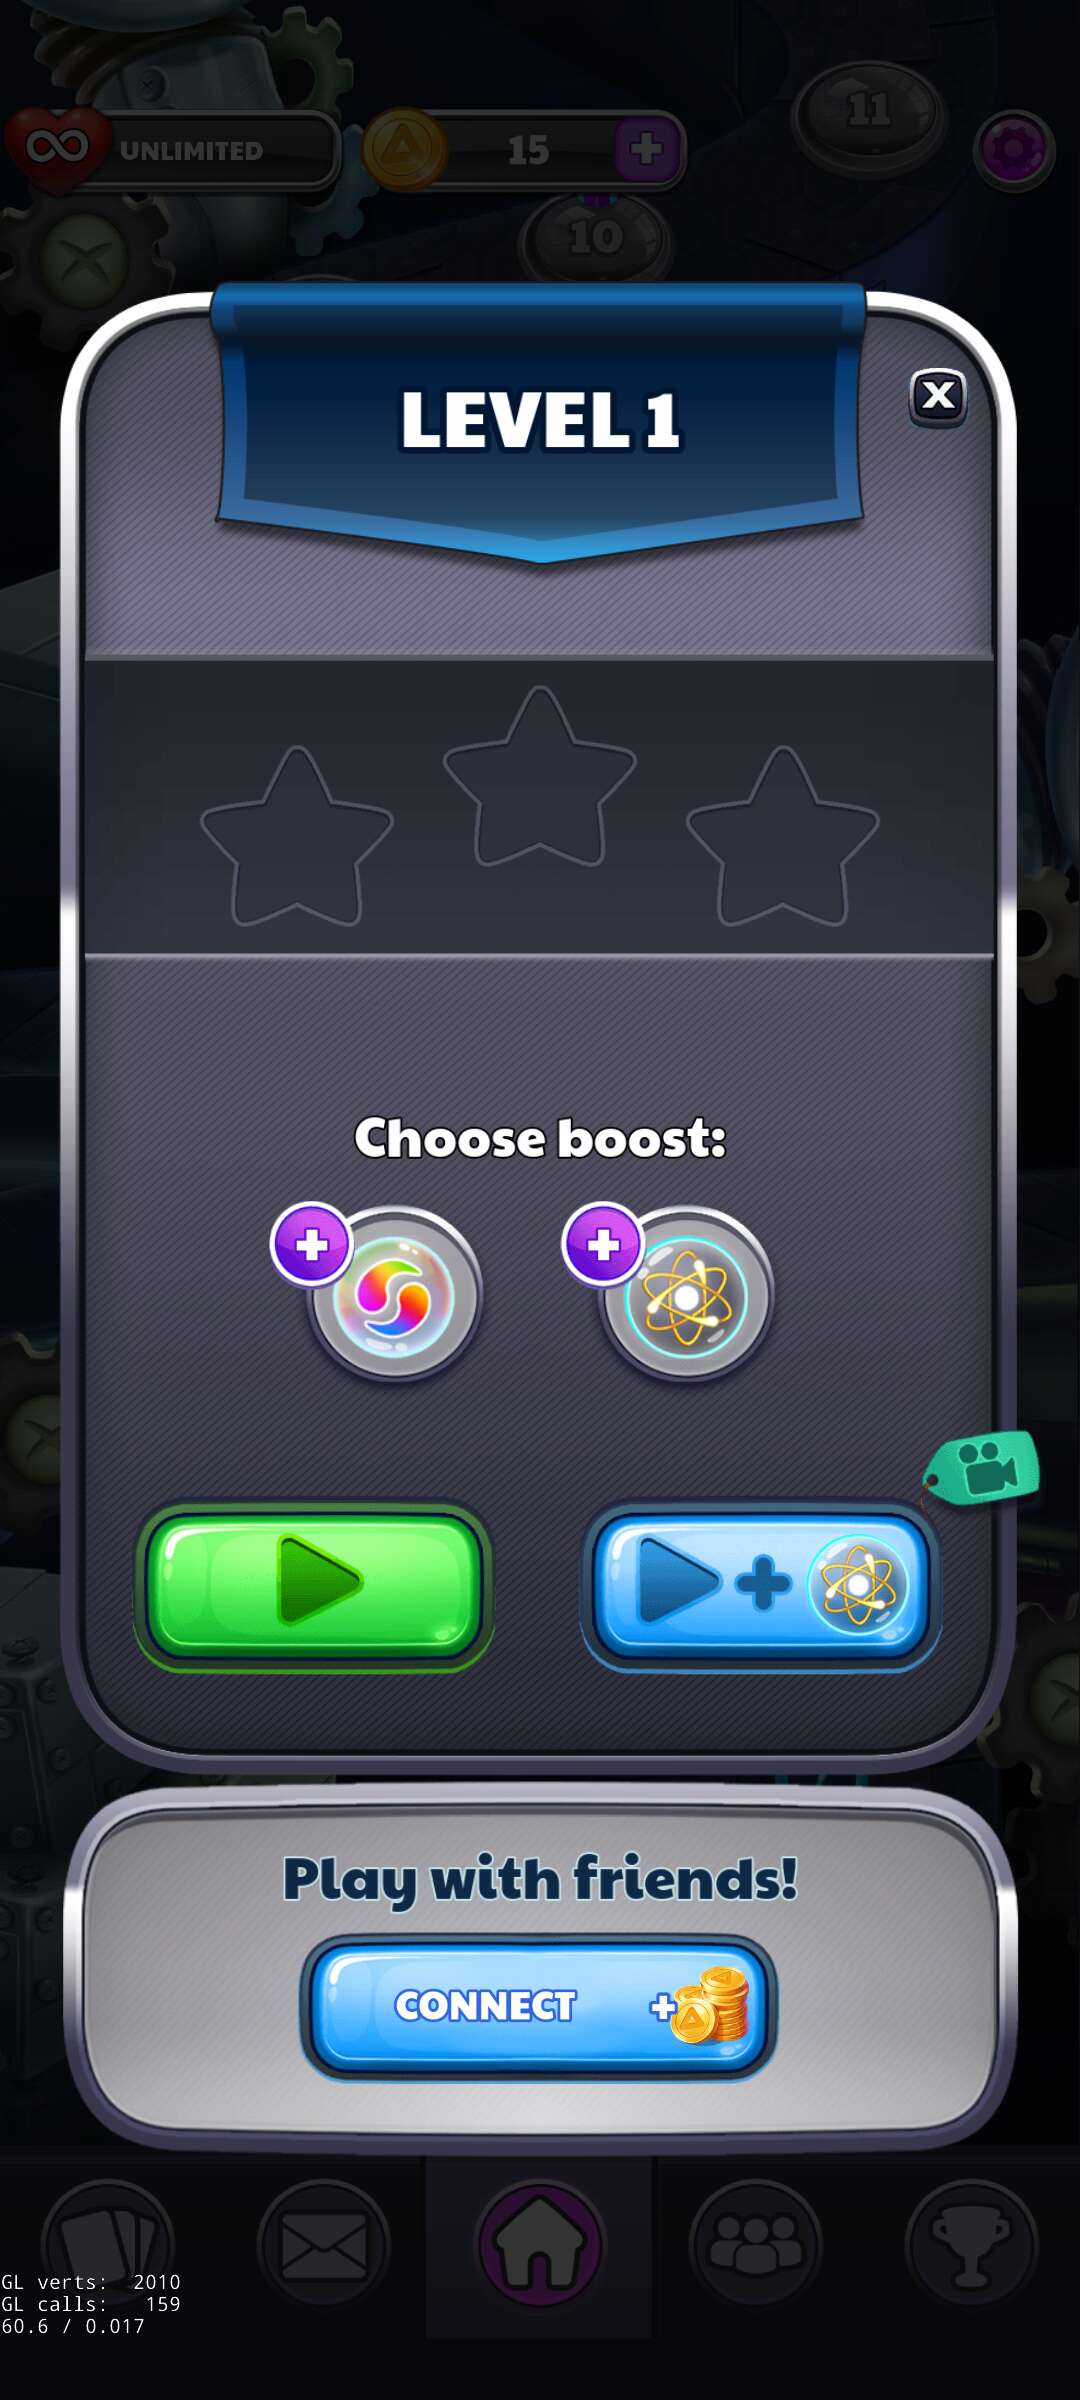 11
UNLIMITED
15
10
LEVEL 1
X
Choose boost:
Play with friends!
CONNECT
GL verts: 2010
GL calls: 159
60.6 / 0.017